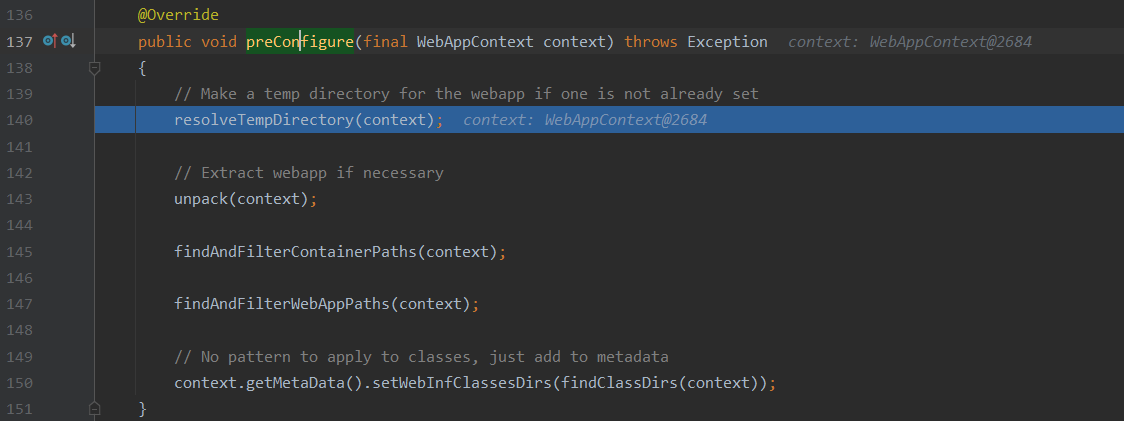 136 @Override
137 public void preConfigure(final WebAppContext context) throws Exception context: WebAppContext@2684
138 {
139 // Make a temp directory for the webapp if one is not already set
140 resolveTempDirectory(context); context: WebAppContext@2684
141
142 // Extract webapp if necessary
143 unpack(context);
144
145 findAndFilterContainerPaths(context);
146
147 findAndFilterWebAppPaths(context);
148
149 // No pattern to apply to classes, just add to metadata
150 context.getMetaData().setWebInfClassesDirs(findClassDirs(context));
151 }